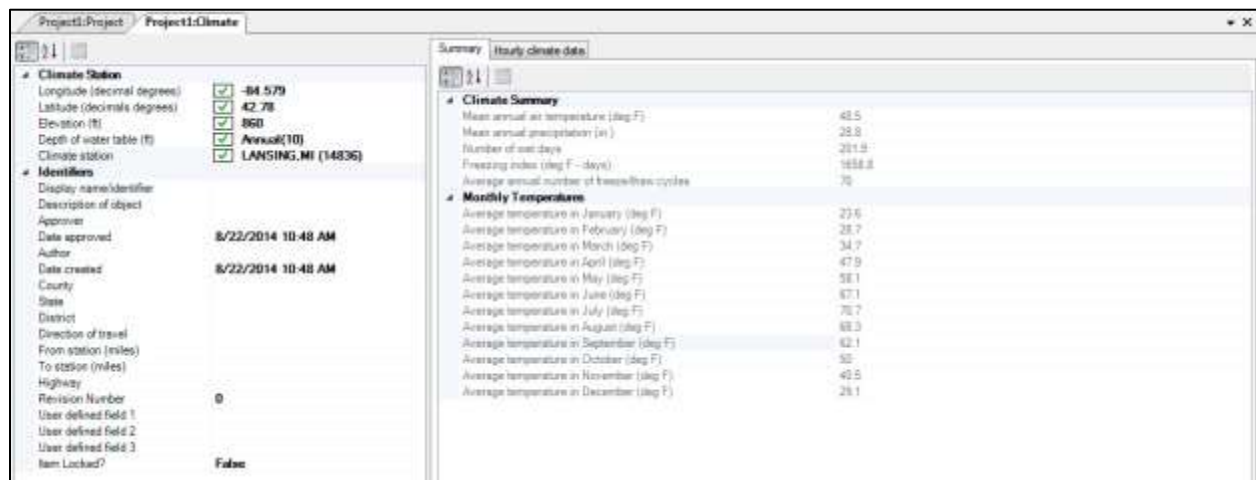 Project1:Project Project1:Climate
Climate Station
Longitude (decimal degrees) -84.579
Latitude (decimals degrees) 42.78
Elevation (ft) 860
Depth of water table (ft) Annual(10)
Climate station LANSING,MI (14836)
Identifiers
Display name/identifier
Description of object
Approver
Date approved 8/22/2014 10:48 AM
Author
Date created 8/22/2014 10:48 AM
County
State
District
Direction of travel
From station (miles)
To station (miles)
Highway
Revision Number 0
User defined field 1
User defined field 2
User defined field 3
Item Locked? False
Summary Hourly climate data
Climate Summary
Mean annual air temperature (deg F) 48.5
Mean annual precipitation (in.) 28.8
Number of wet days 201.9
Freezing index (deg F - days)
Average annual number of freeze/thaw cycles 70
Monthly Temperatures
Average temperature in January (deg F) 23.6
Average temperature in February (deg F)
Average temperature in March (deg F) 34.7
Average temperature in April (deg F) 47.9
Average temperature in May (deg F) 58.1
Average temperature in June (deg F) 67.1
Average temperature in July (deg F) 70.7
Average temperature in August (deg F)
Average temperature in September (deg F) 62.1
Average temperature in October (deg F) 50
Average temperature in November (deg F) 40.5
Average temperature in December (deg F)